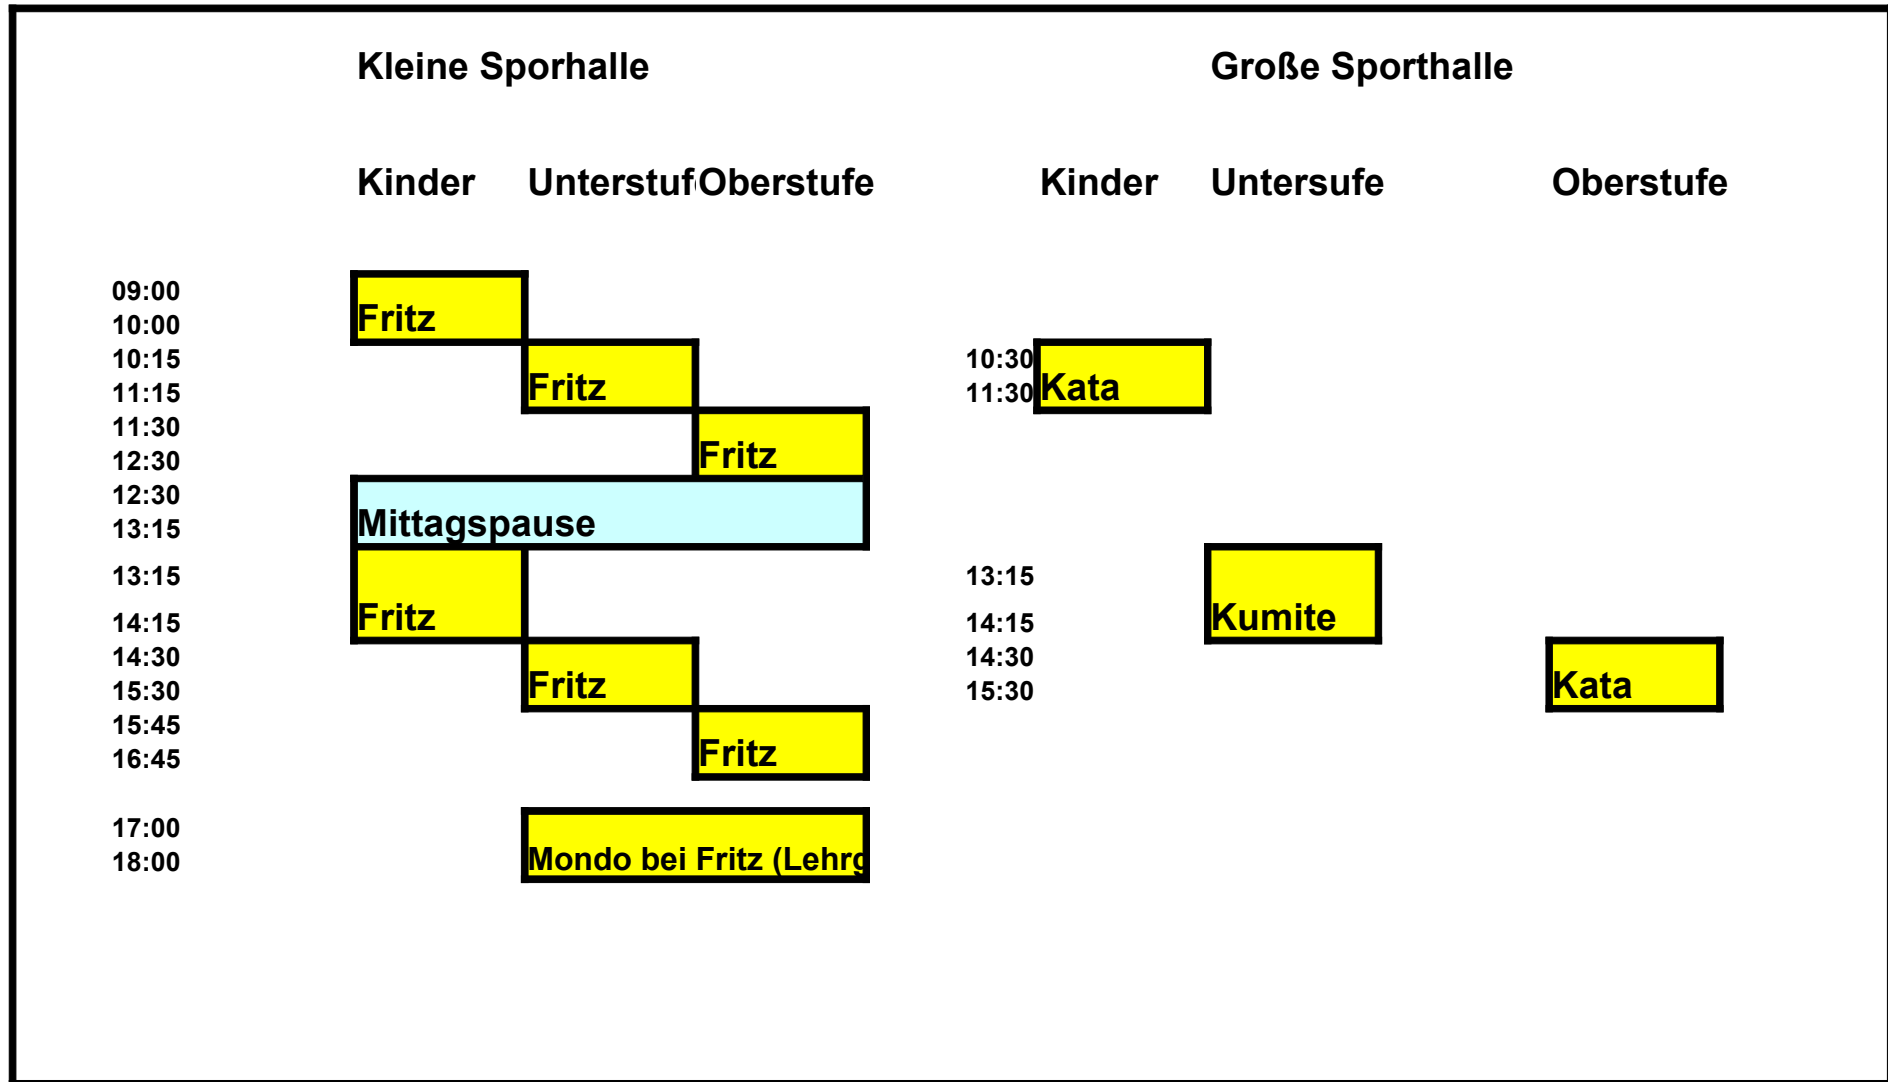 Kleine Sporhalle Große Sporthalle
Kinder Unterstuf Oberstufe Kinder Untersufe Oberstufe
09:00
10:00 Fritz
10:15 10:30
11:15 Fritz 11:30 Kata
11:30
12:30 Fritz
12:30
13:15 Mittagspause
13:15 13:15
14:15 Fritz 14:15 Kumite
14:30 14:30
15:30 Fritz 15:30 Kata
15:45
16:45 Fritz
17:00
18:00 Mondo bei Fritz (Lehrg